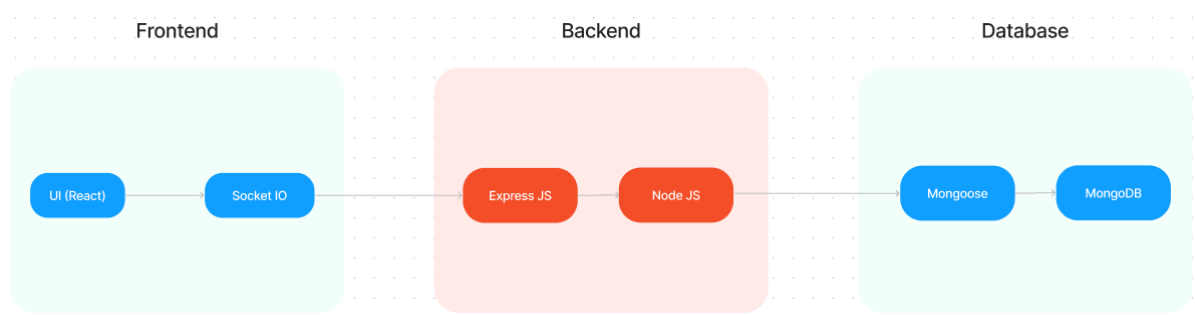 Frontend
Backend
Database
UI (React)
Socket IO
Express JS
Node JS
Mongoose
MongoDB